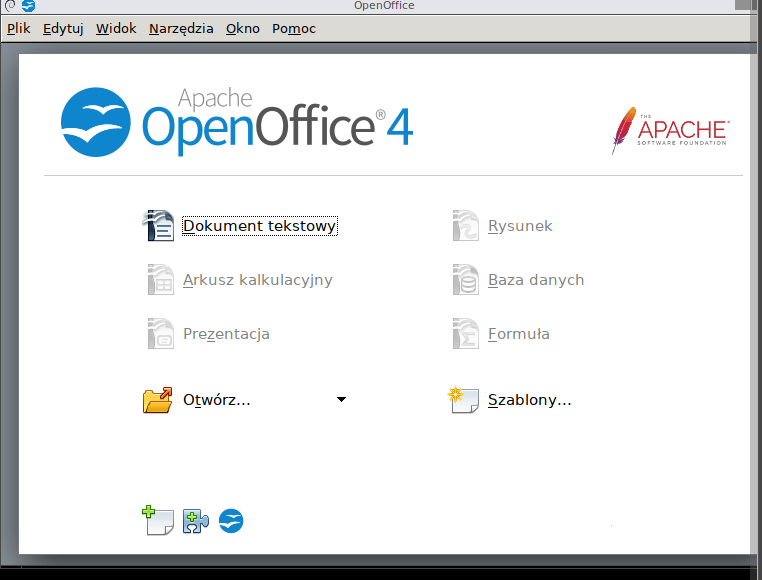 OpenOffice
Plik Edytuj Widok Narzędzia Okno Pomoc
Apache
OpenOffice® 4
THE
APACHE®
SOFTWARE FOUNDATION
Dokument tekstowy
Rysunek
Arkusz kalkulacyjny
Baza danych
Prezentacja
Formuła
Otwórz...
Szablony...